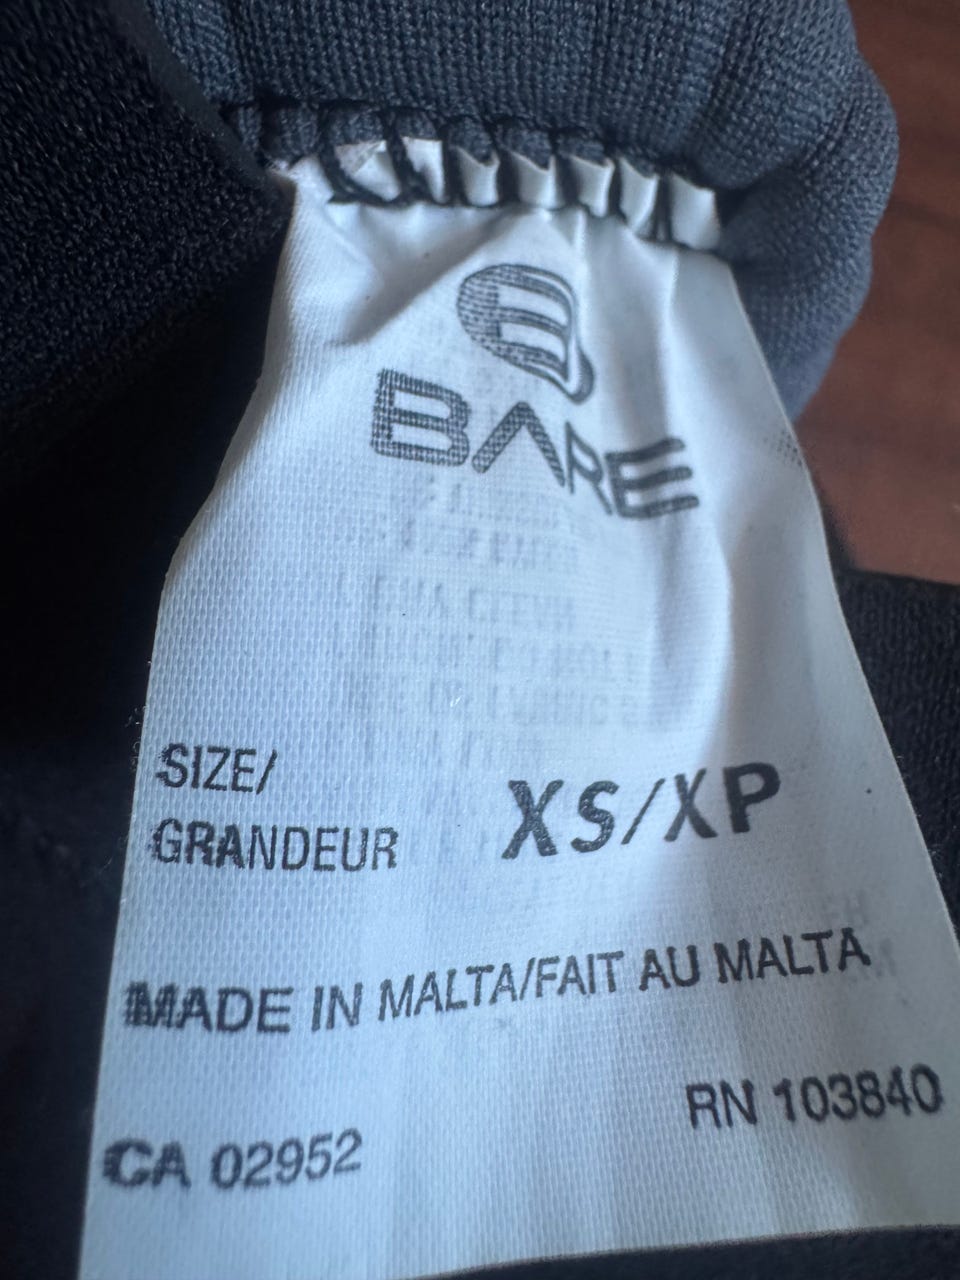 BARE
SIZE/
GRANDEUR
XS/XP
MADE IN MALTA/FAIT AU MALTA
RN 103840
CA 02952